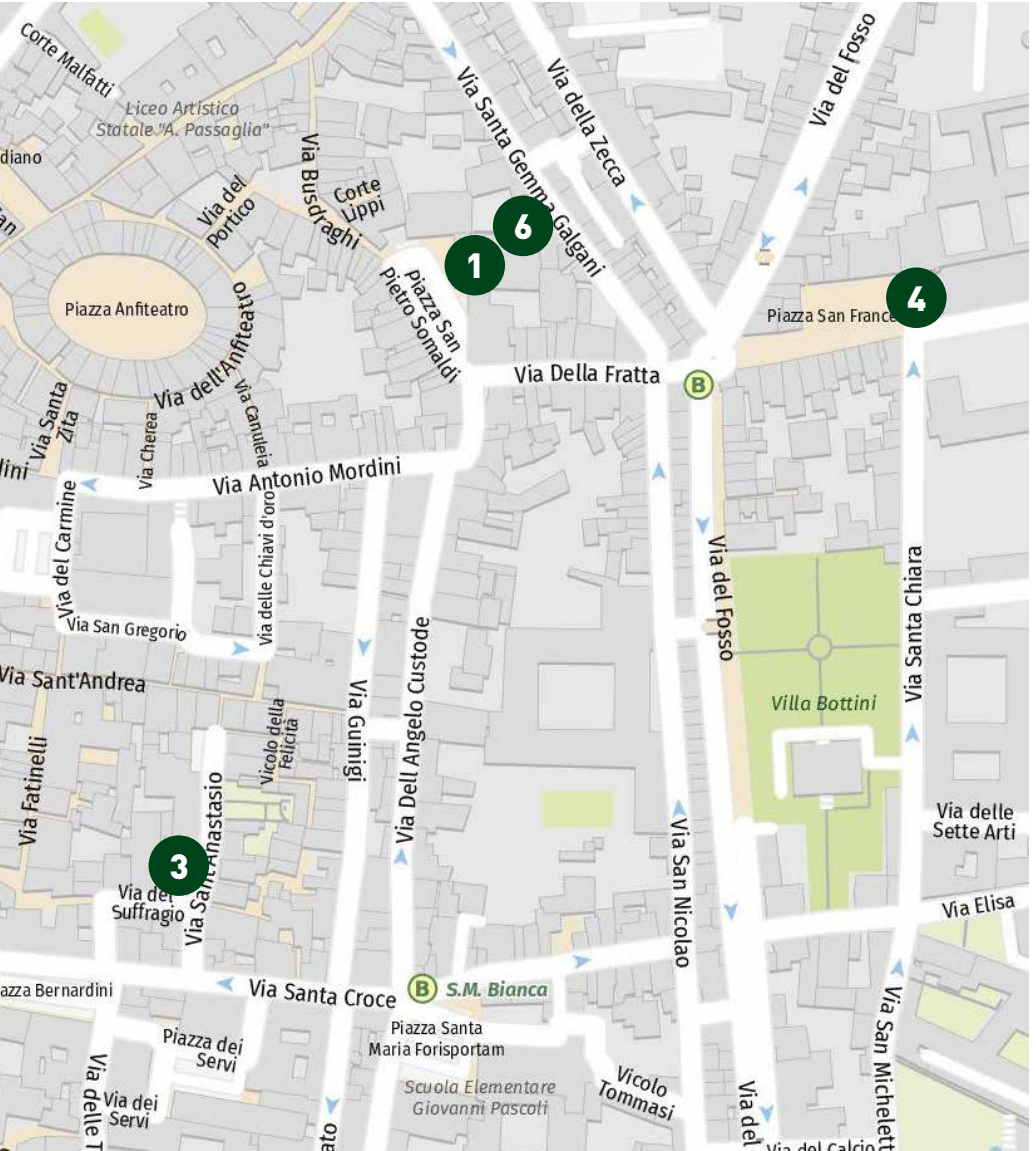 Corte Malfatti
Liceo Artistico
Statale "A. Passaglia"
diano
an
Via Busdraghi
Via del
Portico
Corte
Lippi
Via Santa Gemma Galgani
Via della Zecca
Via del Fosso
6
1
4
Piazza San
Pietro Somaldi
Piazza Anfiteatro
Piazza San France
Via dell'Anfiteatro
Via Della Fratta
B
Via Santa
Zita
Via Cherea
Via Canuleia
dini
Via Antonio Mordini
Via del Carmine
Via delle Chiavi d'oro
Via San Gregorio
Via del Fosso
Via Santa Chiara
Via Sant'Andrea
Via Guinigi
Via Dell Angelo Custode
Vicolo della
Felicità
Villa Bottini
Via Fatinelli
Via Sant'Anastasio
3
Via del
Suffragio
Via San Nicolao
Via delle
Sette Arti
Via Elisa
azza Bernardini
Via Santa Croce
B
S.M. Bianca
Piazza Santa
Maria Forisportam
Piazza dei
Servi
Via dei
Servi
Via delle T
Scuola Elementare
Giovanni Pascoli
Vicolo
Tommasi
ato
Via del
Via del Calcio
Via San Michelett